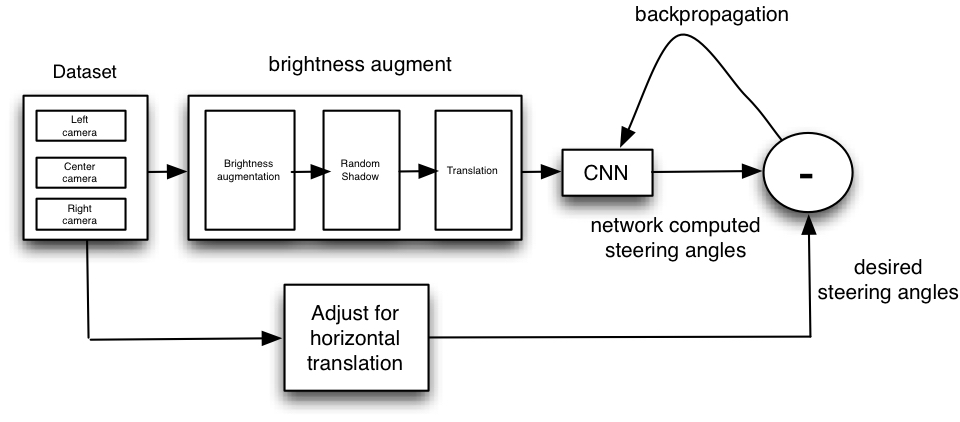 backpropagation
Dataset
brightness augment
Left
camera
Center
camera
Right
camera
Brightness
augmentation
Random
Shadow
Translation
CNN
-
network computed
steering angles
desired
steering angles
Adjust for
horizontal
translation